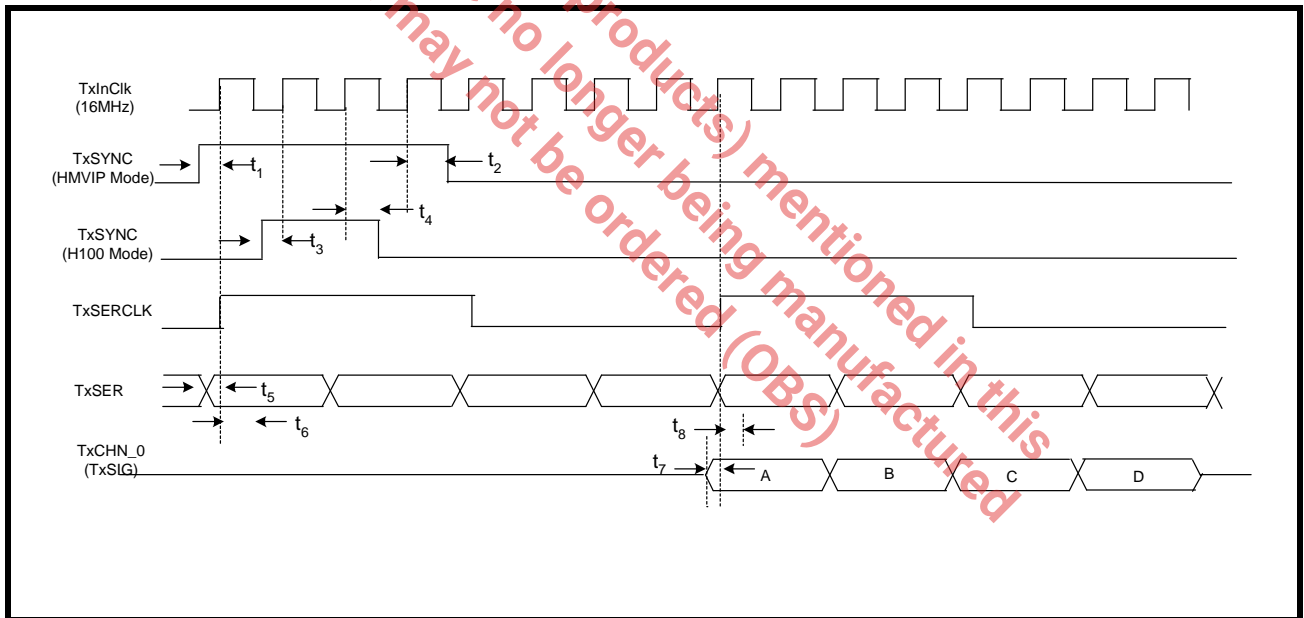 products) mentioned in this
no longer being manufactured
may not be ordered (OBS)
TxInClk
(16MHz)
TxSYNC
(HMVIP Mode)
t1
t2
TxSYNC
(H100 Mode)
t3
t4
TxSERCLK
TxSER
t5
t6
TxCHN_0
(TxSIG)
t7
t8
A
B
C
D